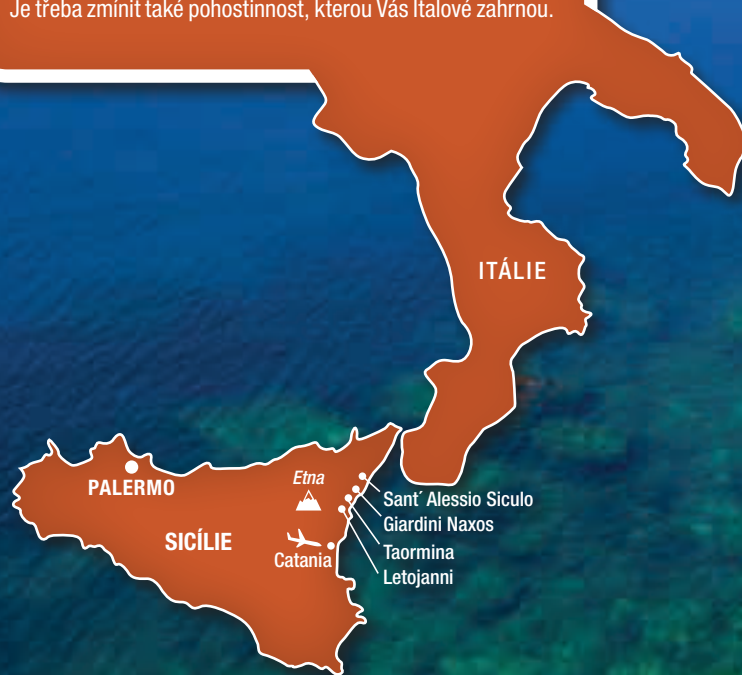 Je třeba zmínit také pohostinnost, kterou Vás Italové zahrnou.
ITÁLIE
PALERMO
Etna
SICÍLIE
Catania
Sant´ Alessio Siculo
Giardini Naxos
Taormina
Letojanni